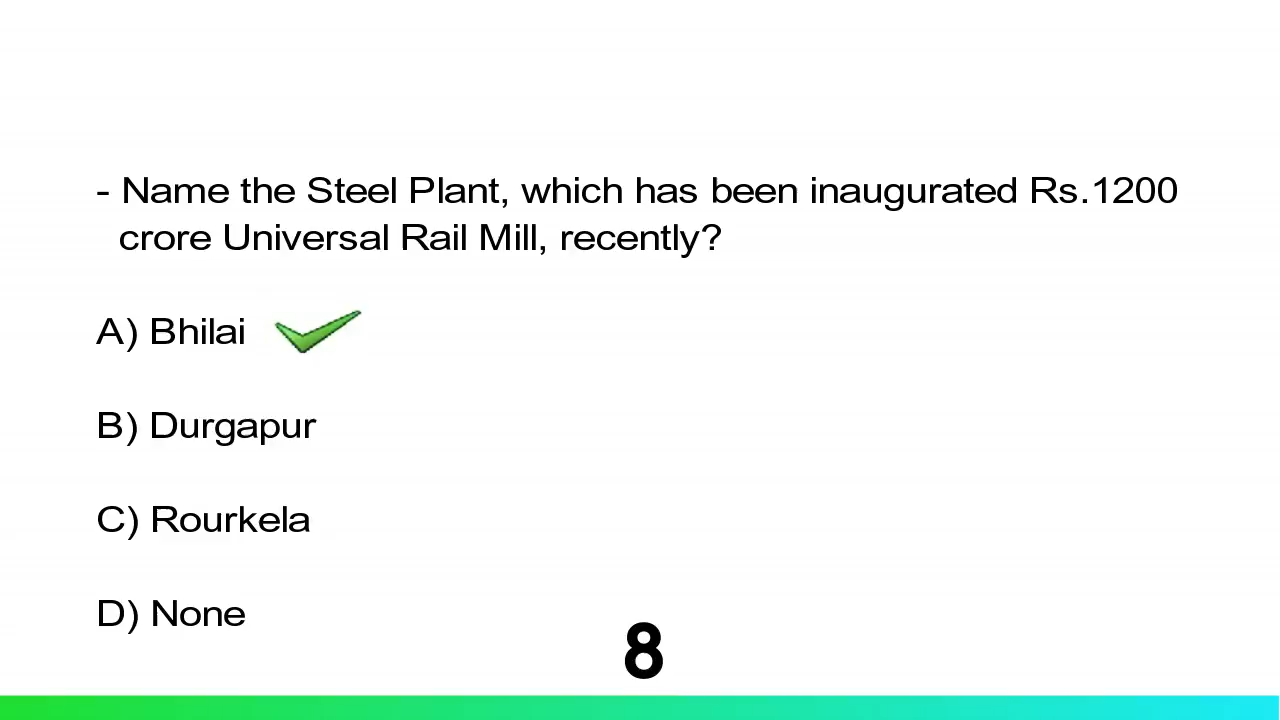 - Name the Steel Plant, which has been inaugurated Rs.1200
crore Universal Rail Mill, recently?
A) Bhilai
B) Durgapur
C) Rourkela
D) None
8